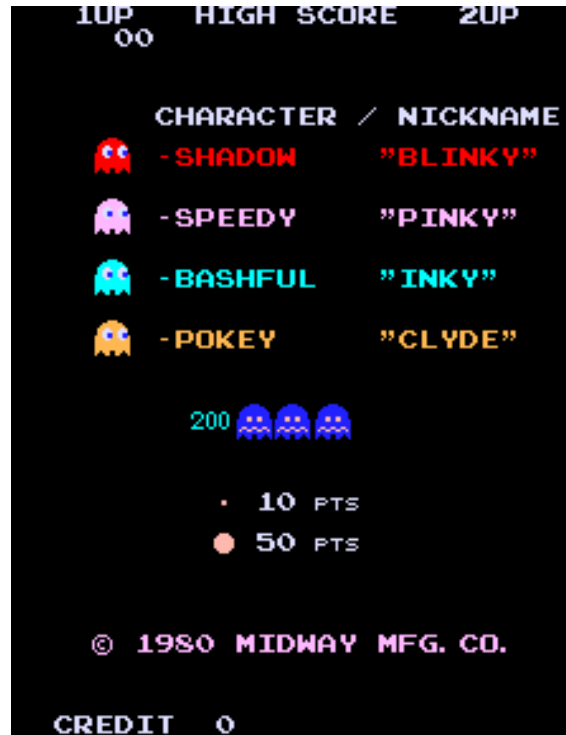 1UP HIGH SCORE 2UP
00
CHARACTER / NICKNAME
-SHADOW "BLINKY"
-SPEEDY "PINKY"
-BASHFUL "INKY"
-POKEY "CLYDE"
200
10 PTS
50 PTS
© 1980 MIDWAY MFG. CO.
CREDIT 0